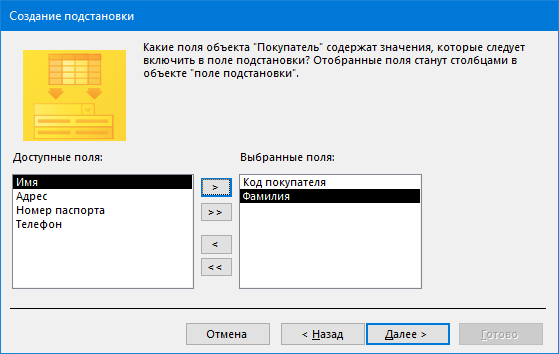 Создание подстановки
Какие поля объекта "Покупатель" содержат значения, которые следует
включить в поле подстановки? Отобранные поля станут столбцами в
объекте "поле подстановки".
Доступные поля:
Выбранные поля:
Имя
Адрес
Номер паспорта
Телефон
>
>>
<
<<
Код покупателя
Фамилия
Отмена
< Назад
Далее >
Готово